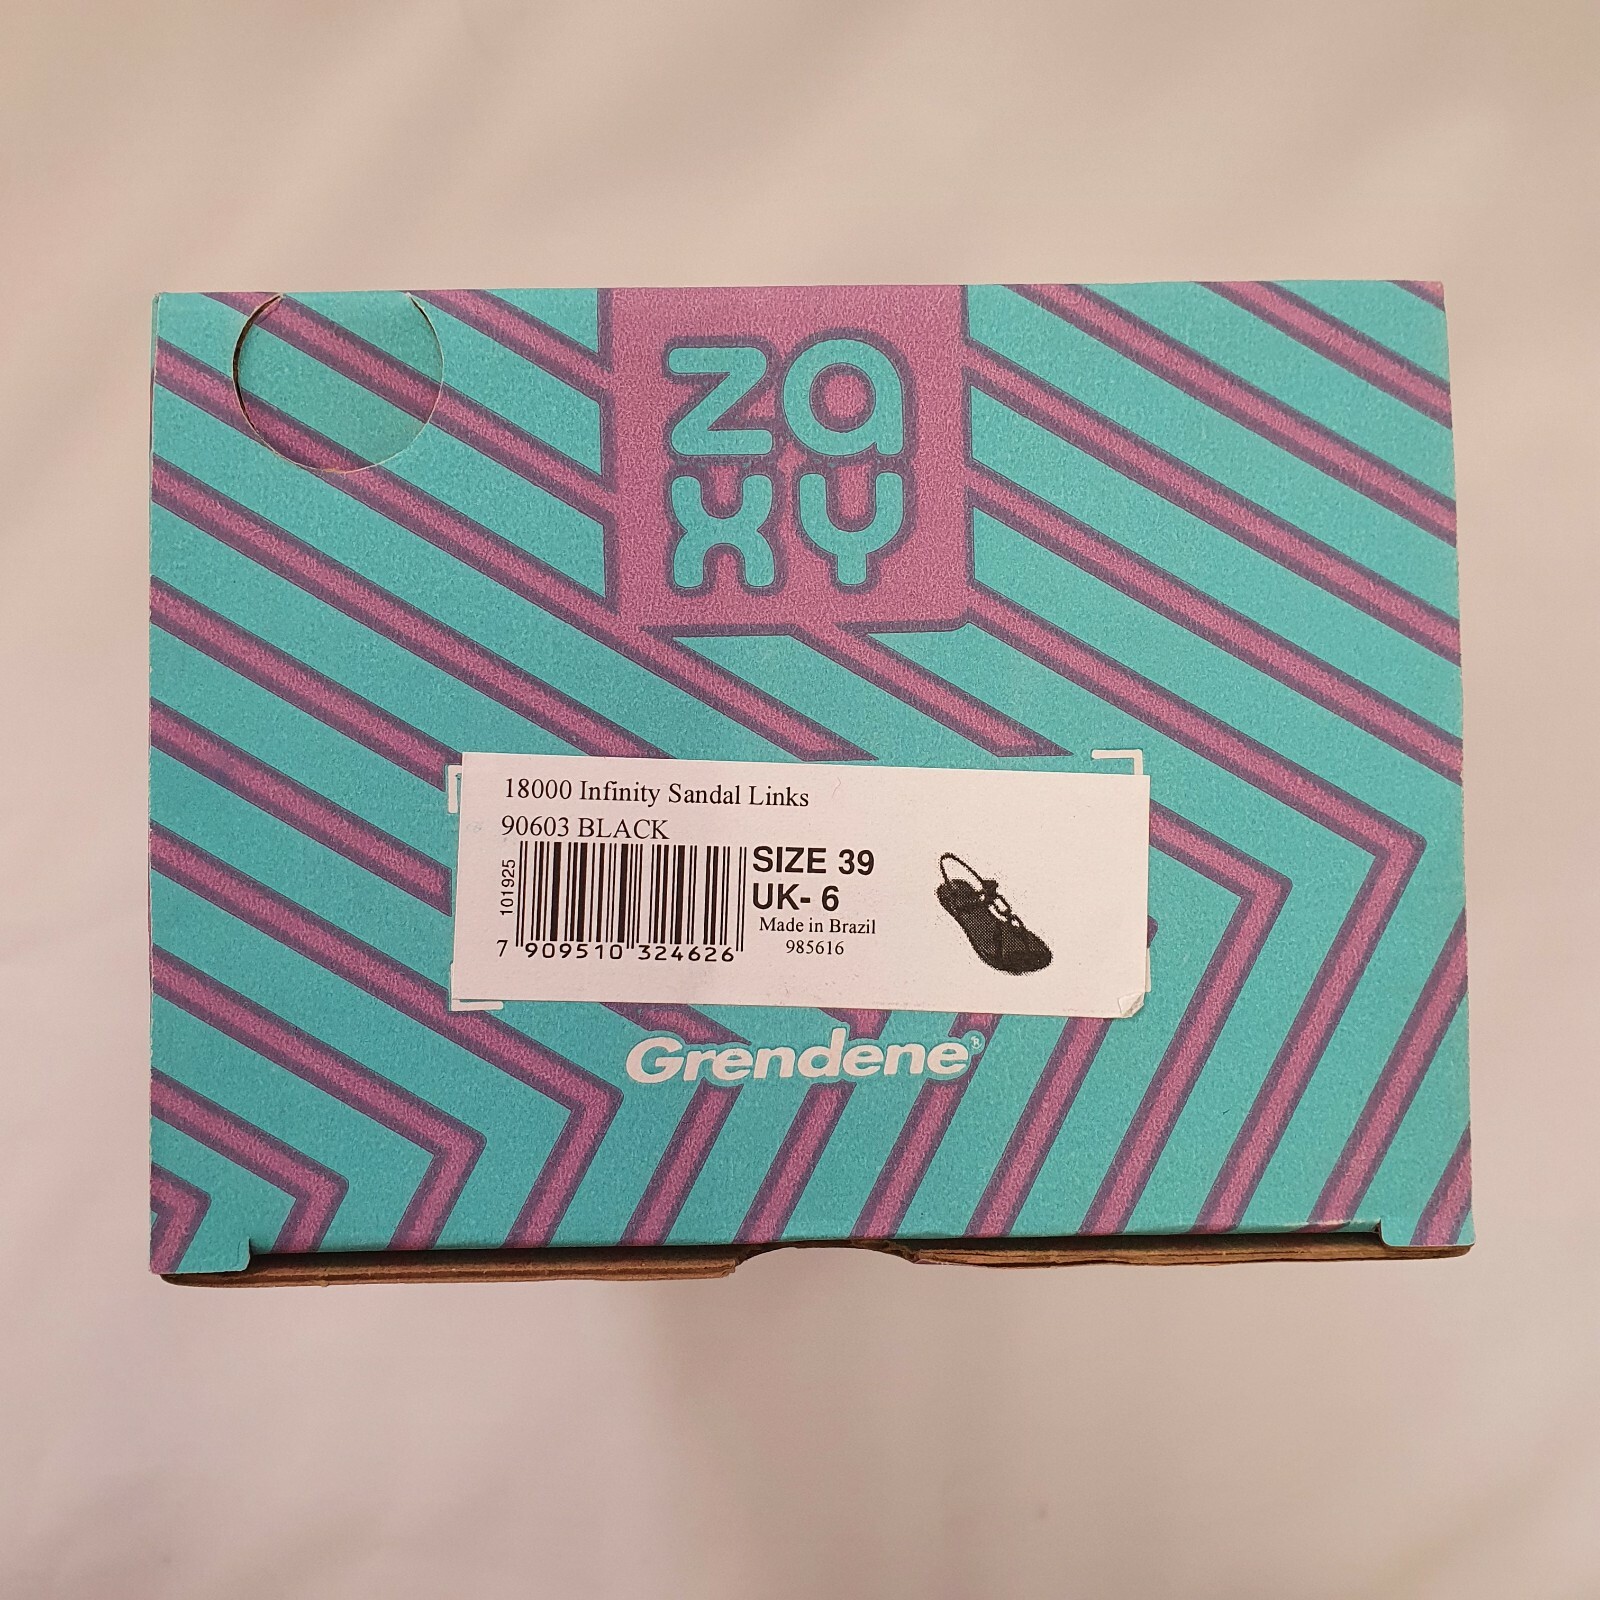 za
xy
18000 Infinity Sandal Links
90603 BLACK
101925
7 909510 324626
SIZE 39
UK- 6
Made in Brazil
985616
Grendene®